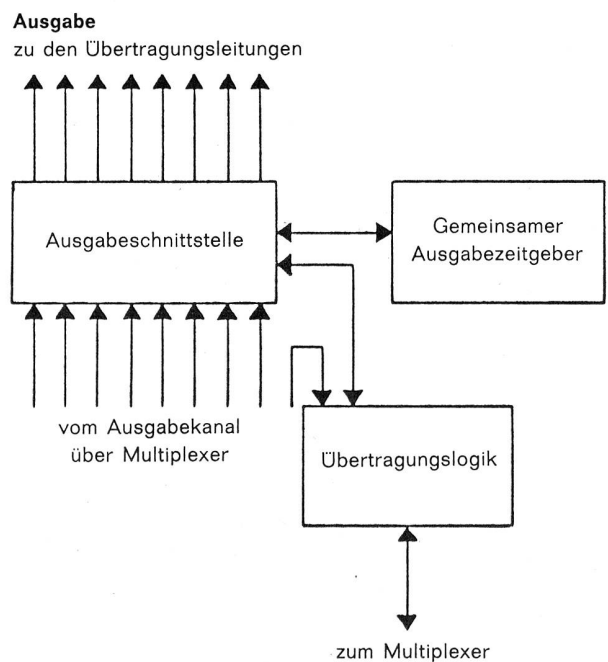 Ausgabe
zu den Übertragungsleitungen
Ausgabeschnittstelle
Gemeinsamer
Ausgabezeitgeber
vom Ausgabekanal
über Multiplexer
Übertragungslogik
zum Multiplexer